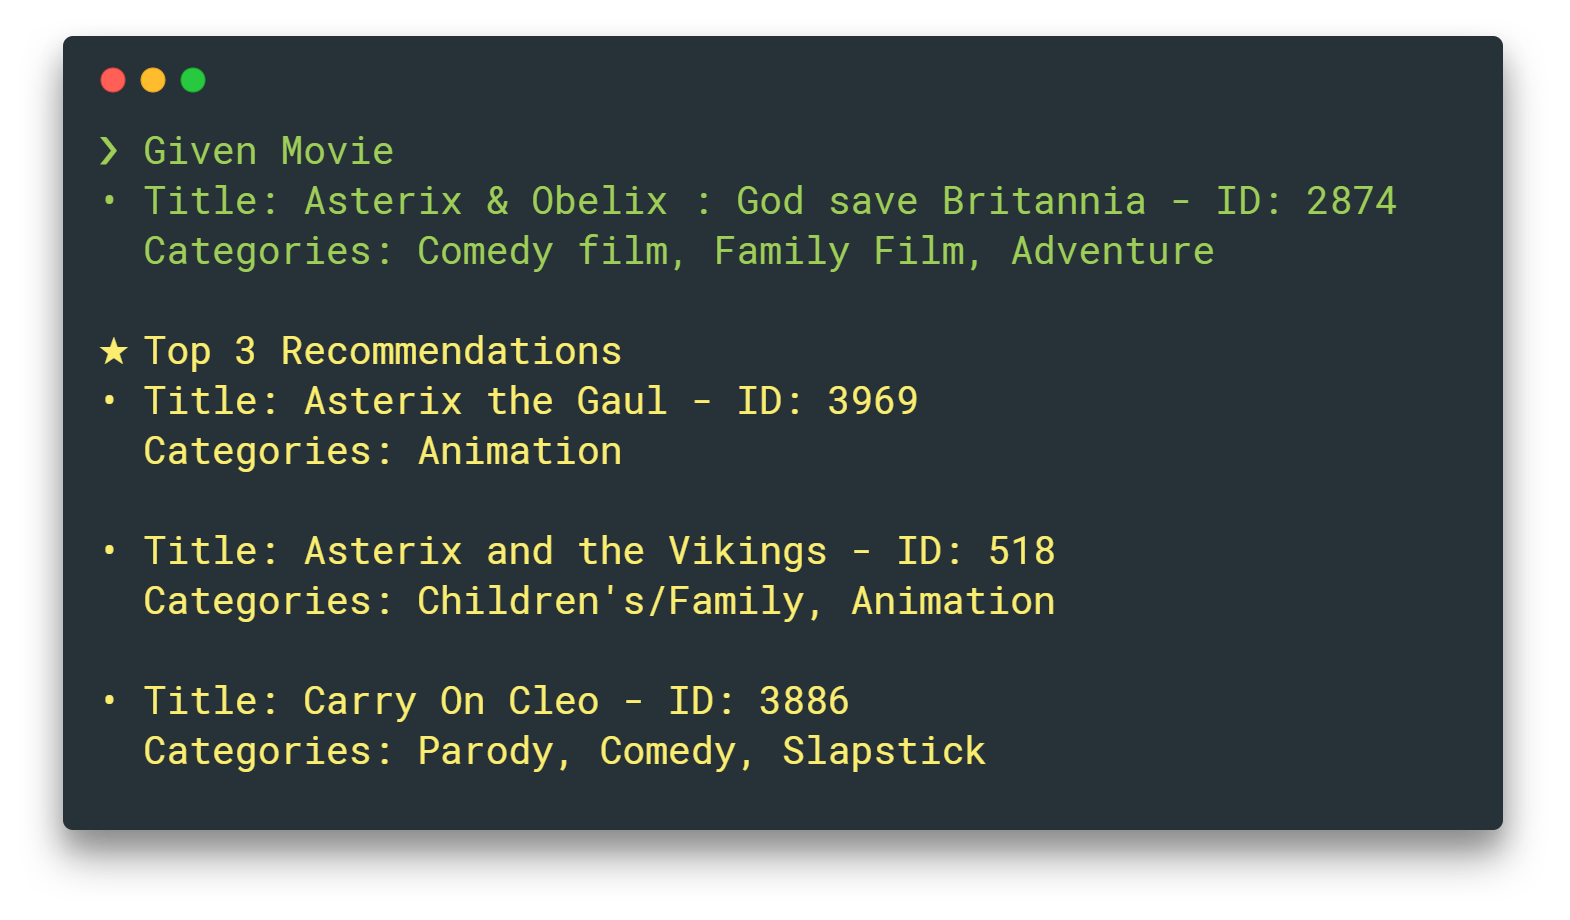 ❯ Given Movie
• Title: Asterix & Obelix : God save Britannia - ID: 2874
Categories: Comedy film, Family Film, Adventure
★ Top 3 Recommendations
• Title: Asterix the Gaul - ID: 3969
Categories: Animation
• Title: Asterix and the Vikings - ID: 518
Categories: Children's/Family, Animation
• Title: Carry On Cleo - ID: 3886
Categories: Parody, Comedy, Slapstick